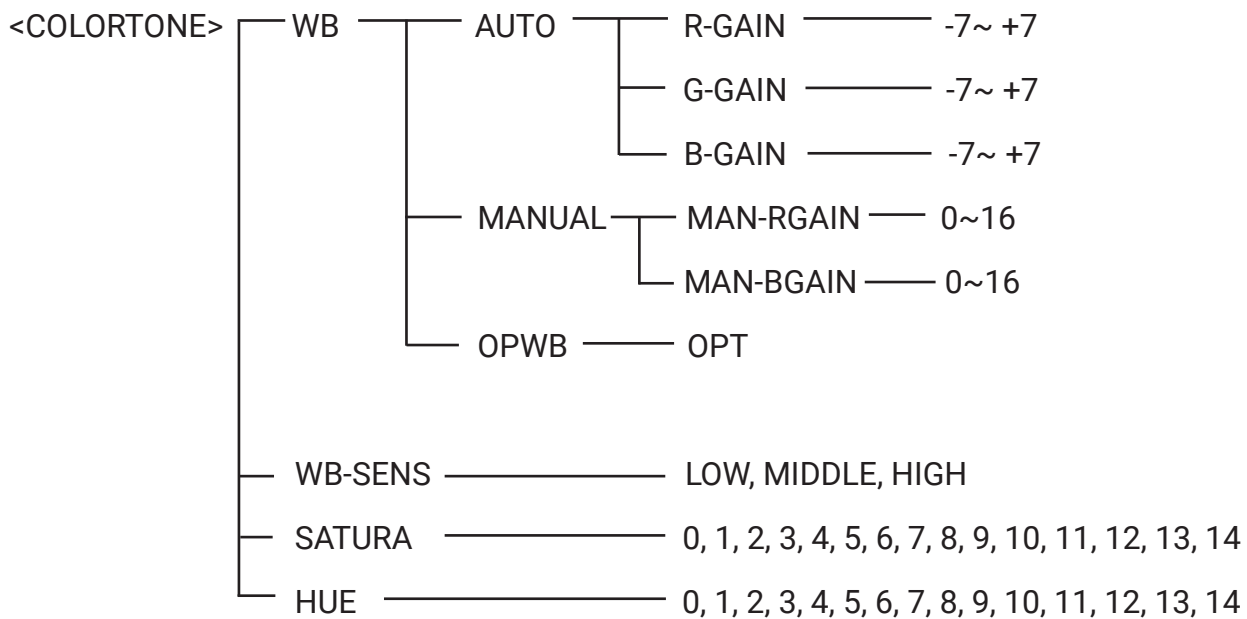 <COLORTONE> WB AUTO R-GAIN -7~ +7
G-GAIN -7~ +7
B-GAIN -7~ +7
MANUAL MAN-RGAIN 0~16
MAN-BGAIN 0~16
OPWB OPT
WB-SENS LOW, MIDDLE, HIGH
SATURA 0, 1, 2, 3, 4, 5, 6, 7, 8, 9, 10, 11, 12, 13, 14
HUE 0, 1, 2, 3, 4, 5, 6, 7, 8, 9, 10, 11, 12, 13, 14